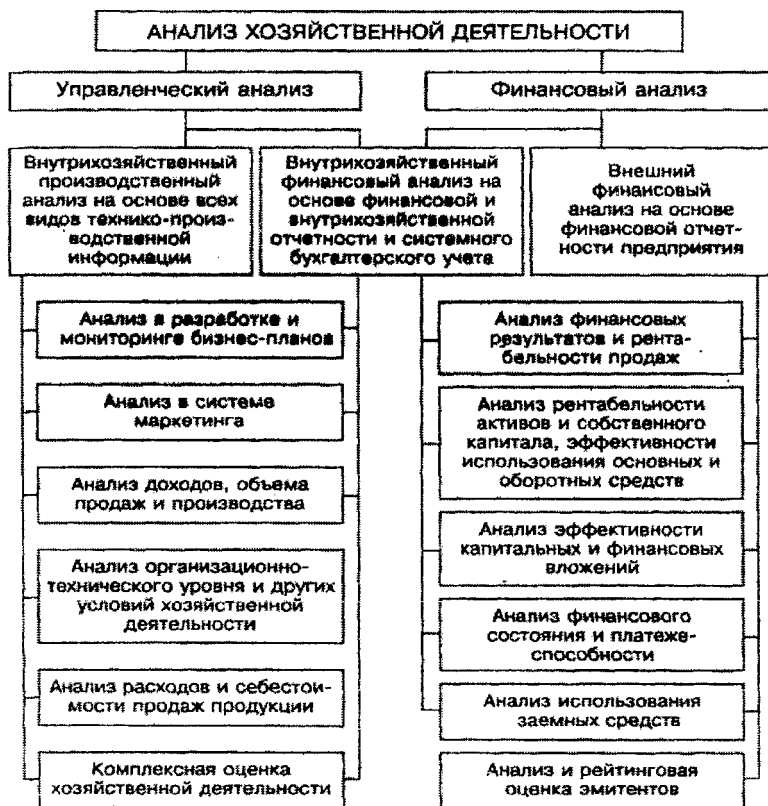 АНАЛИЗ ХОЗЯЙСТВЕННОЙ ДЕЯТЕЛЬНОСТИ
Управленческий анализ
Финансовый анализ
Внутрихозяйственный
производственный
анализ на основе всех
видов технико-произ-
водственной
информации
Внутрихозяйственный
финансовый анализ на
основе финансовой и
внутрихозяйственной
отчетности и системного
бухгалтерского учета
Внешний
финансовый
анализ на основе
финансовой отчет-
ности предприятия
Анализ в разработке и
мониторинге бизнес-планов
Анализ в системе
маркетинга
Анализ доходов, объема
продаж и производства
Анализ организационно-
технического уровня и других
условий хозяйственной
деятельности
Анализ расходов и себестои-
мости продаж продукции
Комплексная оценка
хозяйственной деятельности
Анализ финансовых
результатов и рента-
бельности продаж
Анализ рентабельности
активов и собственного
капитала, эффективности
использования основных и
оборотных средств
Анализ эффективности
капитальных и финансовых
вложений
Анализ финансового
состояния и платеже-
способности
Анализ использования
заемных средств
Анализ и рейтинговая
оценка эмитентов